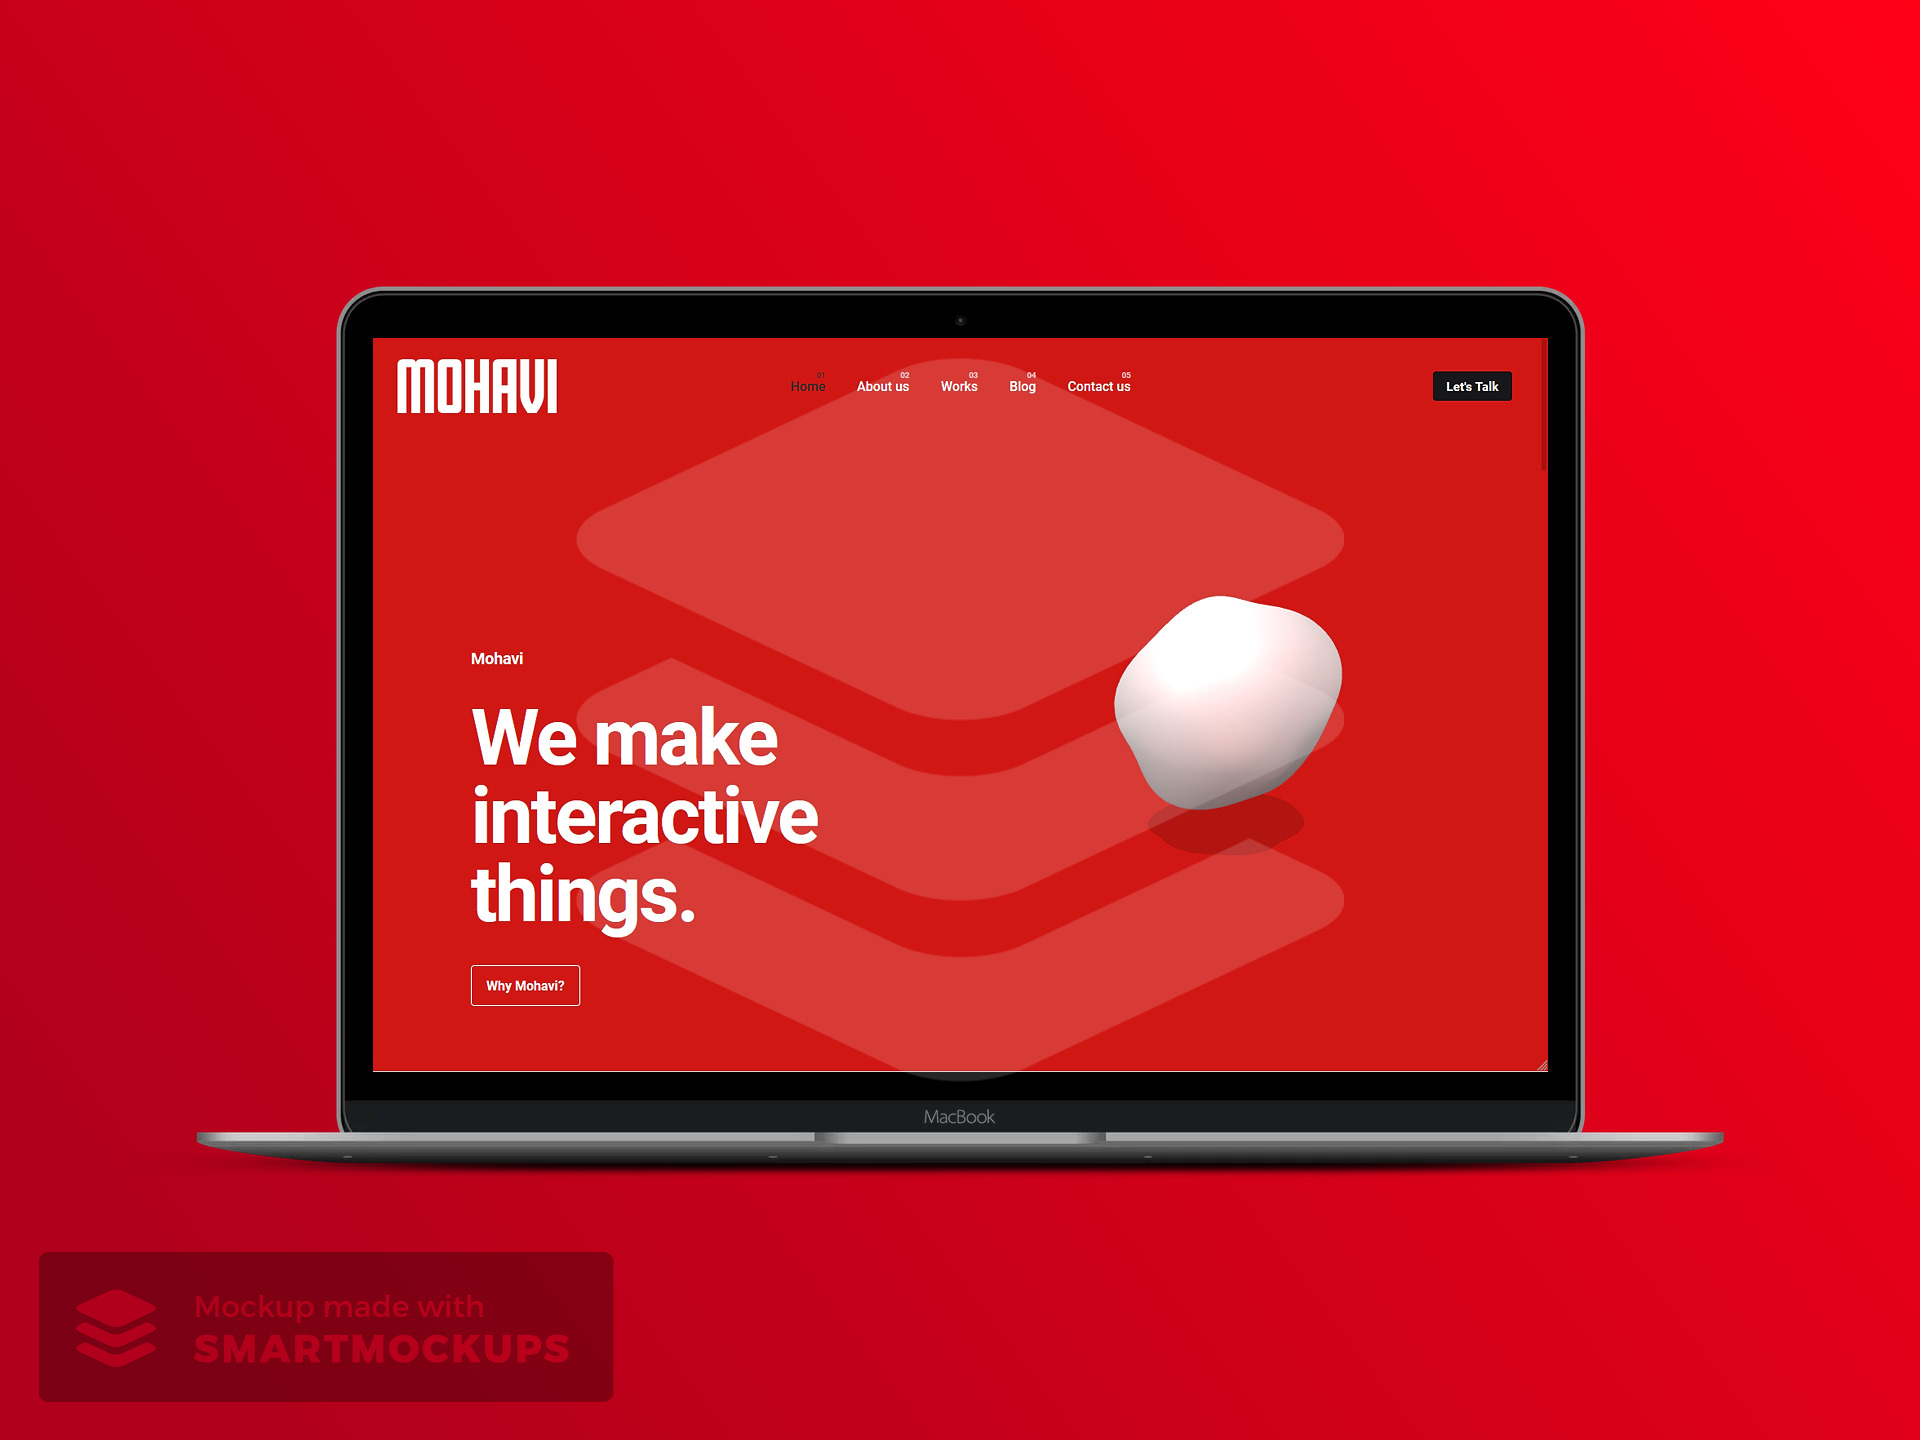 MOHAVI
01
Home
02
About us
03
Works
04
Blog
05
Contact us
Let's Talk
Mohavi
We make
interactive
things.
Why Mohavi?
MacBook
Mockup made with
SMARTMOCKUPS